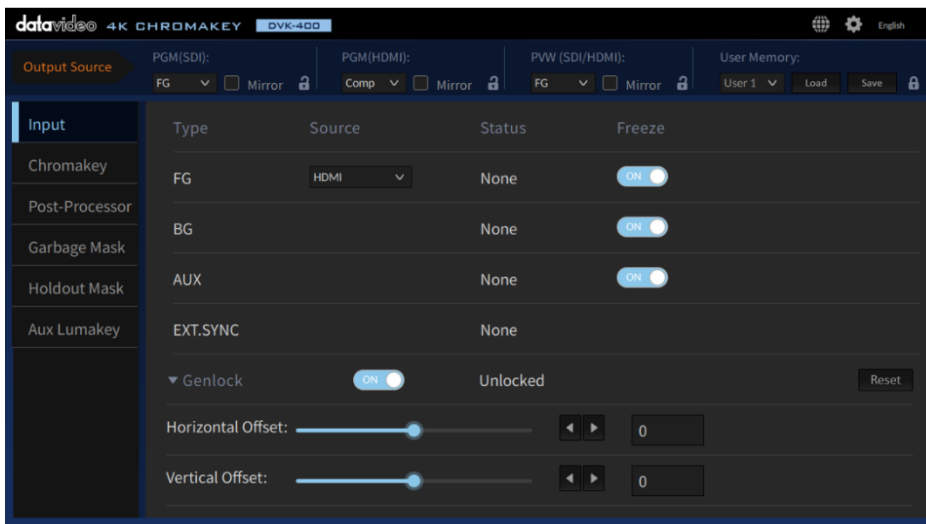 datavideo 4K CHROMAKEY DVK-400 English
Output Source
PGM(SDI): PGM(HDMI): PVW (SDI/HDMI): User Memory:
FG Mirror Comp Mirror FG Mirror User 1 Load Save
Input
Chromakey
Post-Processor
Garbage Mask
Holdout Mask
Aux Lumakey
Type Source Status Freeze
FG HDMI None ON
BG None ON
AUX None ON
EXT.SYNC None
Genlock ON Unlocked Reset
Horizontal Offset: 0
Vertical Offset: 0